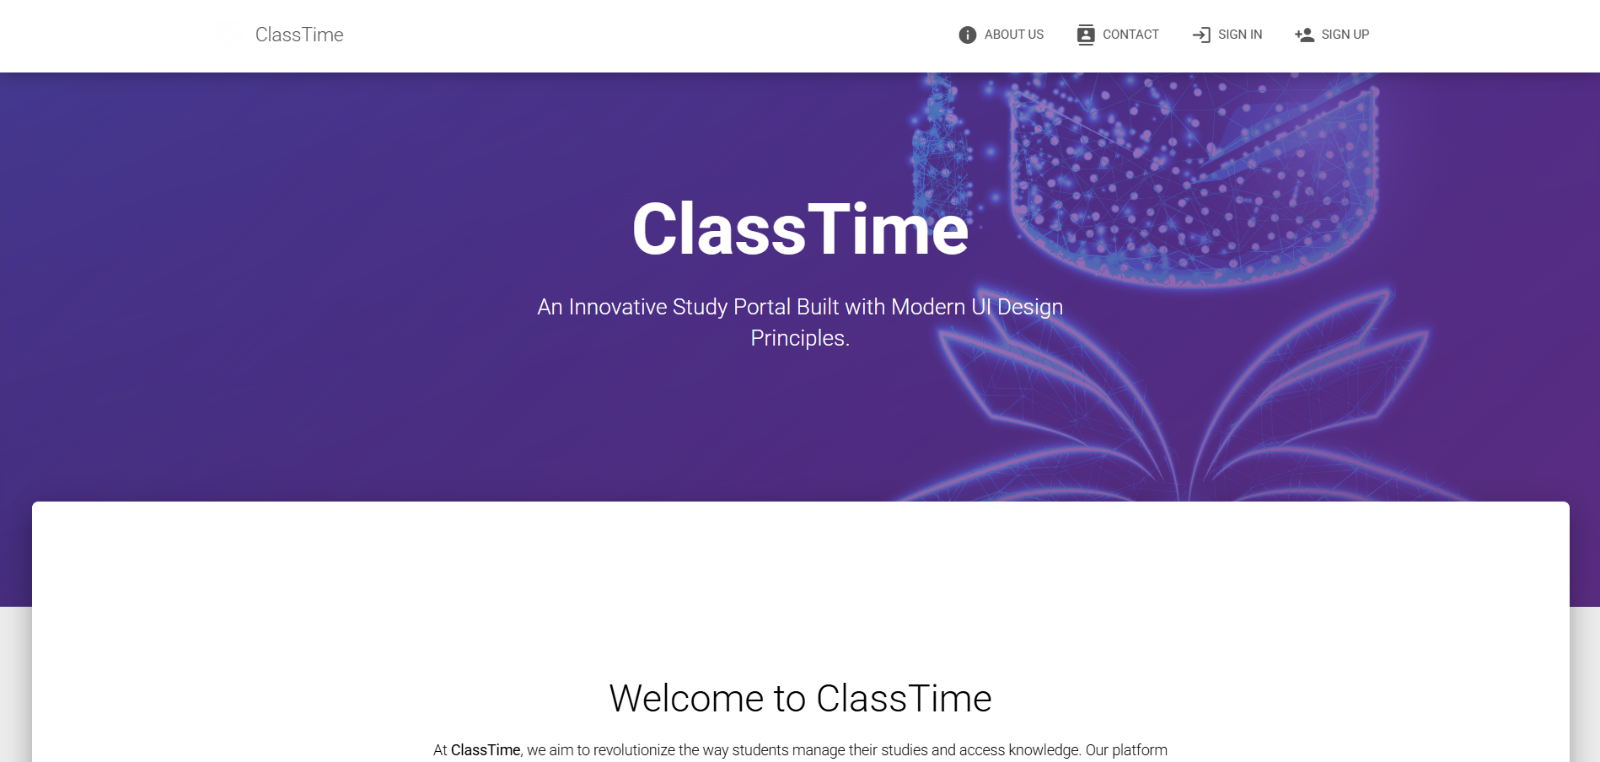 ClassTime
ABOUT US
CONTACT
SIGN IN
SIGN UP
ClassTime
An Innovative Study Portal Built with Modern UI Design
Principles.
Welcome to ClassTime
At ClassTime, we aim to revolutionize the way students manage their studies and access knowledge. Our platform